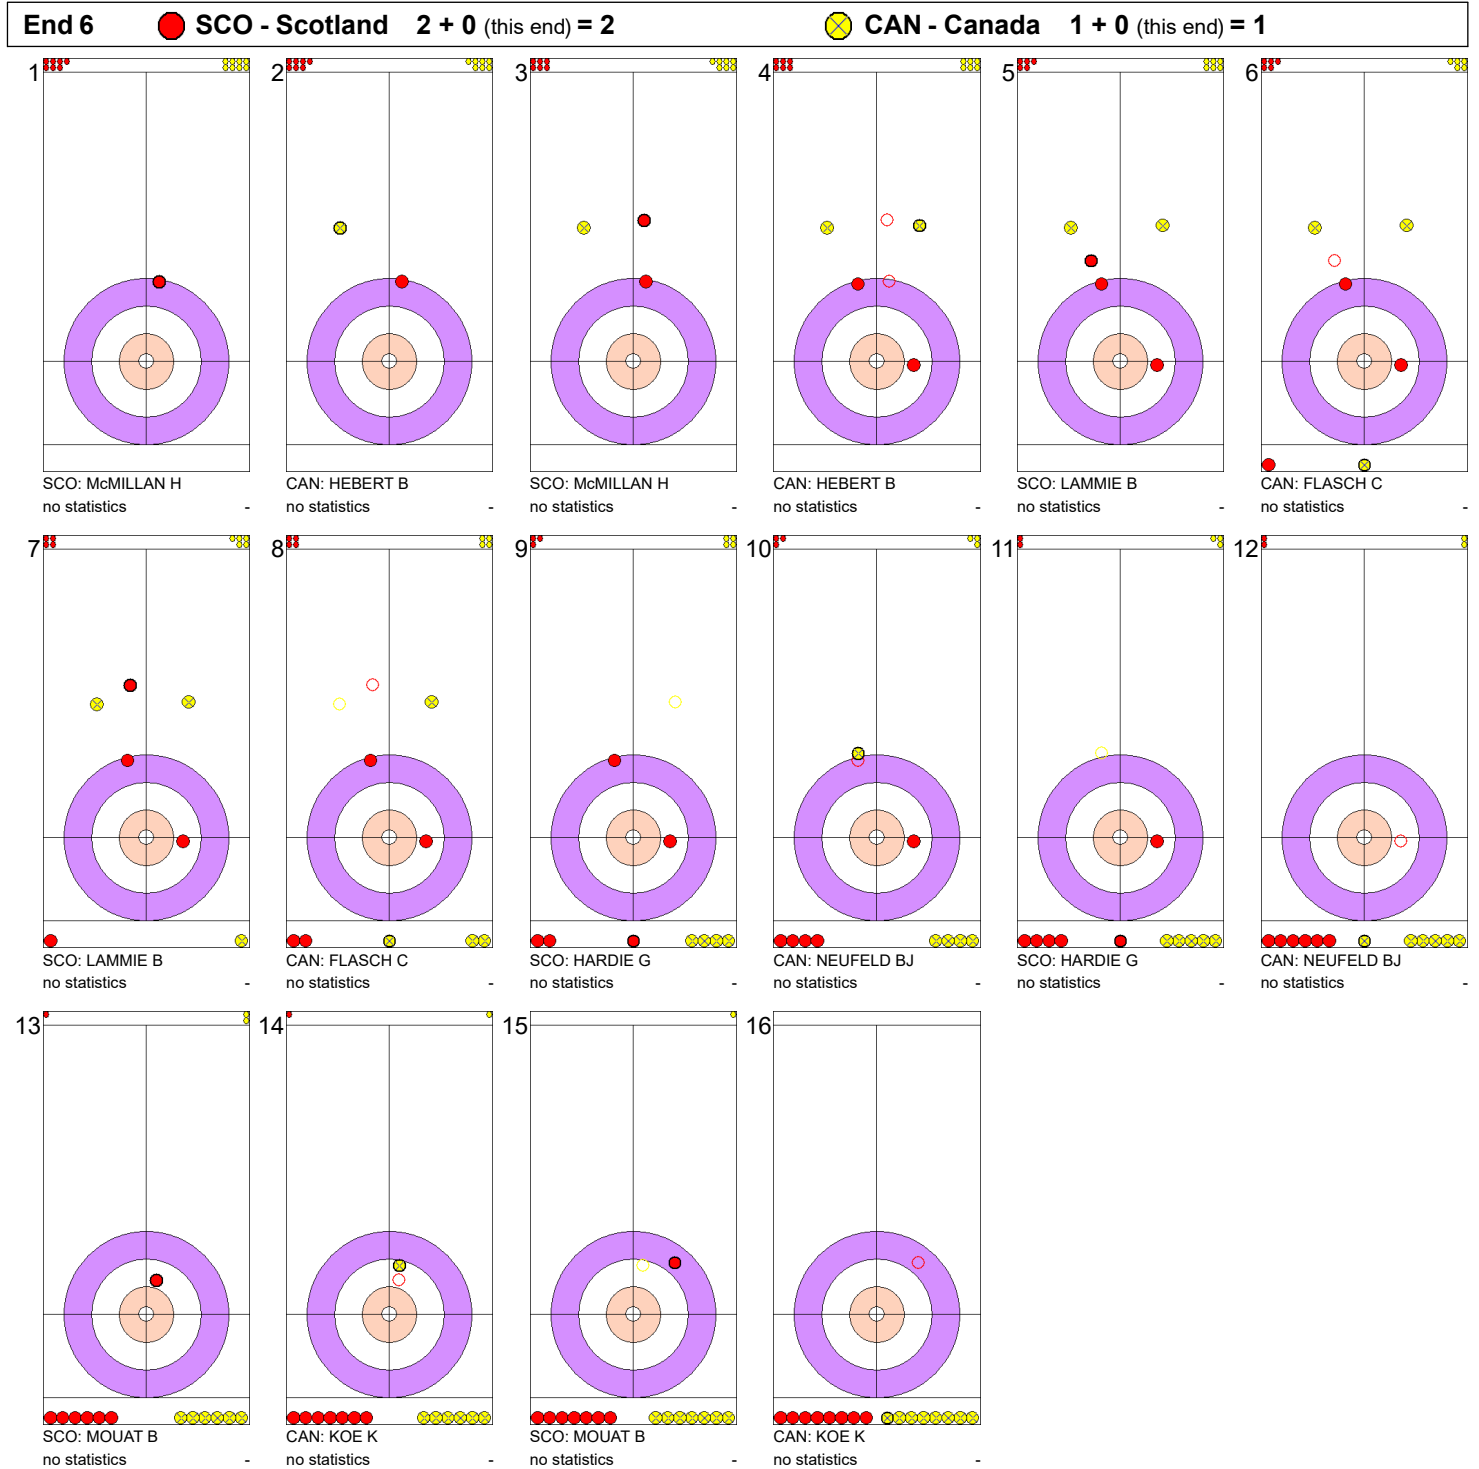 End 6 SCO - Scotland 2 + 0 (this end) = 2 CAN - Canada 1 + 0 (this end) = 1
1 2 3 4 5 6
SCO: McMILLAN H CAN: HEBERT B SCO: McMILLAN H CAN: HEBERT B SCO: LAMMIE B CAN: FLASCH C
no statistics - no statistics - no statistics - no statistics - no statistics - no statistics -
7 8 9 10 11 12
SCO: LAMMIE B CAN: FLASCH C SCO: HARDIE G CAN: NEUFELD BJ SCO: HARDIE G CAN: NEUFELD BJ
no statistics - no statistics - no statistics - no statistics - no statistics - no statistics -
13 14 15 16
SCO: MOUAT B CAN: KOE K SCO: MOUAT B CAN: KOE K
no statistics - no statistics - no statistics - no statistics -